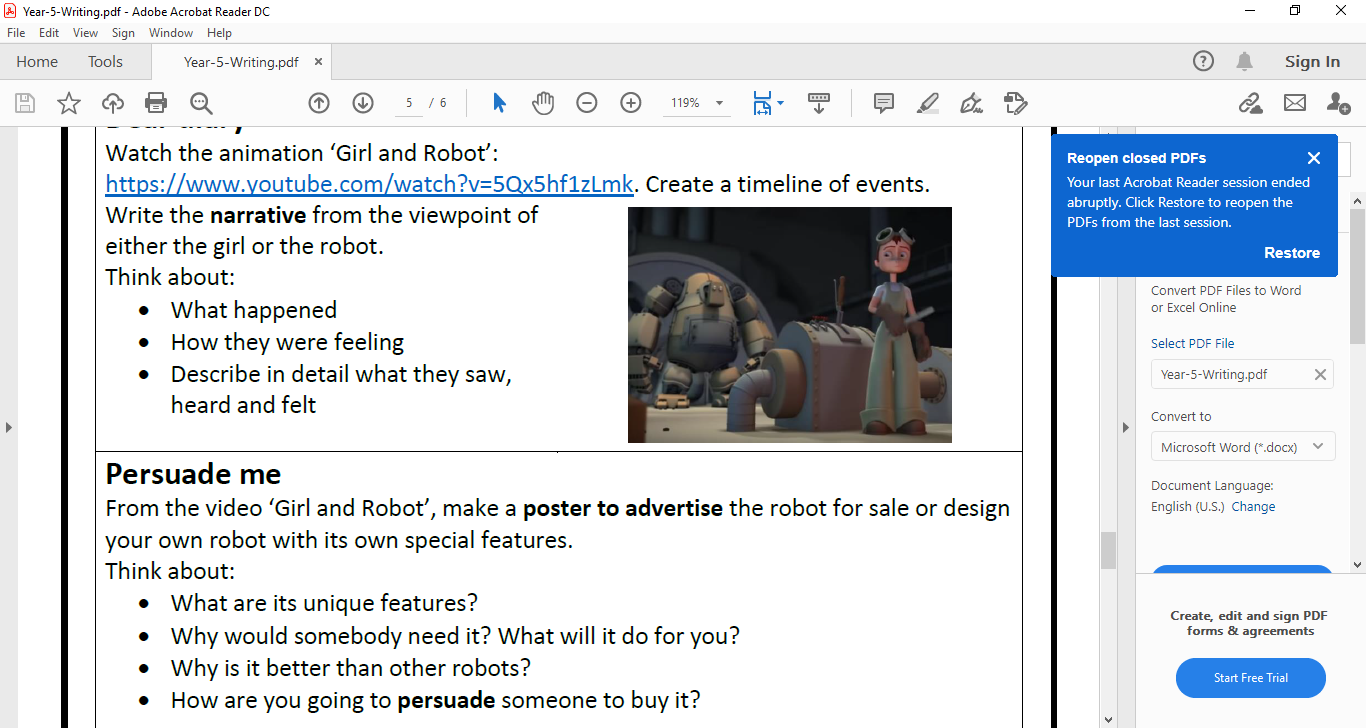 Year-5-Writing.pdf - Adobe Acrobat Reader DC
File Edit View Sign Window Help
Home Tools Year-5-Writing.pdf × Sign In
5 / 6 119%
Watch the animation ‘Girl and Robot’:
https://www.youtube.com/watch?v=5Qx5hf1zLmk. Create a timeline of events.
Write the narrative from the viewpoint of
either the girl or the robot.
Think about:
• What happened
• How they were feeling
• Describe in detail what they saw,
heard and felt
Persuade me
From the video ‘Girl and Robot’, make a poster to advertise the robot for sale or design
your own robot with its own special features.
Think about:
• What are its unique features?
• Why would somebody need it? What will it do for you?
• Why is it better than other robots?
• How are you going to persuade someone to buy it?
Reopen closed PDFs
Your last Acrobat Reader session ended
abruptly. Click Restore to reopen the
PDFs from the last session.
Restore
Convert PDF Files to Word
or Excel Online
Select PDF File
Year-5-Writing.pdf
Convert to
Microsoft Word (*.docx)
Document Language:
English (U.S.) Change
Create, edit and sign PDF
forms & agreements
Start Free Trial